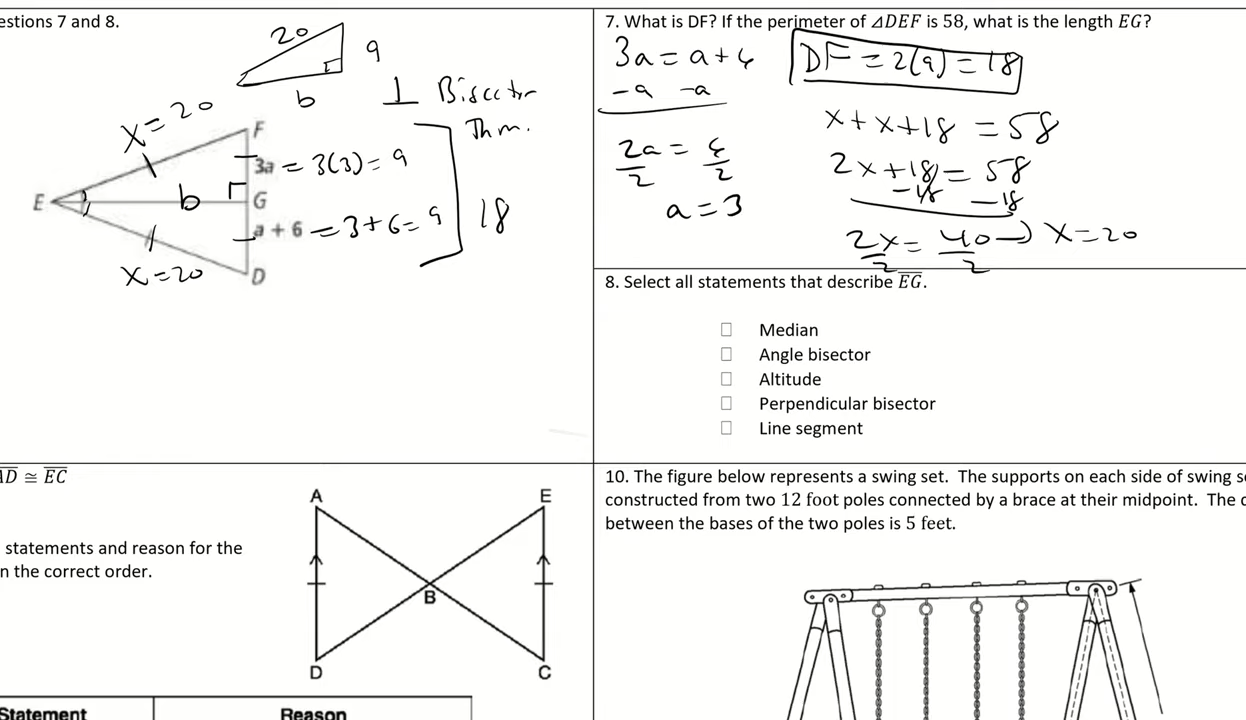 estions 7 and 8.
20
9
b
⊥ Bisector
Thm.
x = 20
F
3a = 3(3) = 9
E
b
G
a + 6 = 3 + 6 = 9
18
x = 20
D
7. What is DF? If the perimeter of ⊿DEF is 58, what is the length EG?
3a = a + 6
-a -a
2a = 6
2 2
a = 3
DF = 2(9) = 18
x + x + 18 = 58
2x + 18 = 58
-18 -18
2x = 40 → x = 20
2 2
8. Select all statements that describe EG.
Median
Angle bisector
Altitude
Perpendicular bisector
Line segment
AD ≅ EC
statements and reason for the
n the correct order.
A
E
B
D
C
Statement
Reason
10. The figure below represents a swing set. The supports on each side of swing s
constructed from two 12 foot poles connected by a brace at their midpoint. The
between the bases of the two poles is 5 feet.